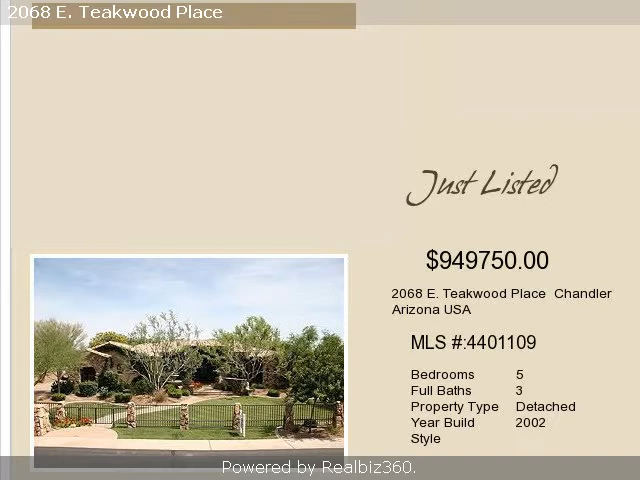 2068 E. Teakwood Place
Just Listed
$949750.00
2068 E. Teakwood Place  Chandler
Arizona USA
MLS #:4401109
Bedrooms 5
Full Baths 3
Property Type Detached
Year Build 2002
Style
Powered by Realbiz360.